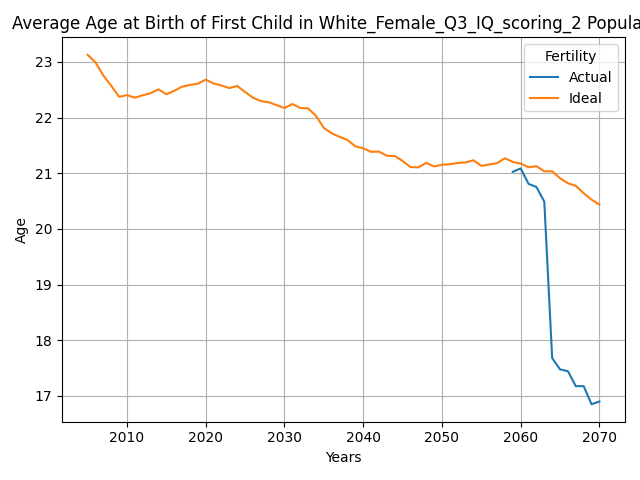 Average Age at Birth of First Child in White_Female_Q3_IQ_scoring_2 Popula
Fertility
Actual
Ideal
23
22
21
20
19
18
17
Age
2010 2020 2030 2040 2050 2060 2070
Years